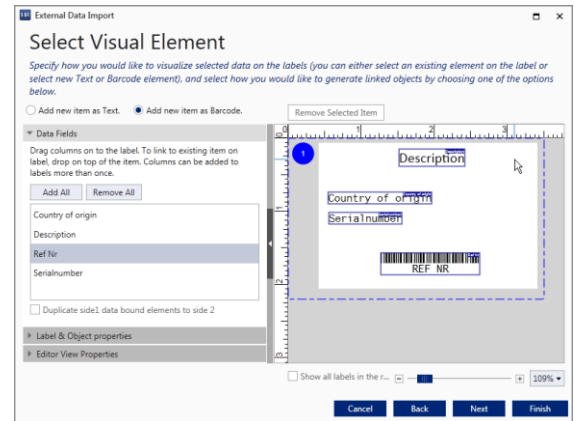 External Data Import
Select Visual Element
Specify how you would like to visualize selected data on the labels (you can either select an existing element on the label or
select new Text or Barcode element), and select how you would like to generate linked objects by choosing one of the options
below.
Add new item as Text. Add new item as Barcode.
Remove Selected Item
Data Fields
Drag columns on to the label. To link to existing item on
label, drop on top of the item. Columns can be added to
labels more than once.
Add All Remove All
Country of origin
Description
Ref Nr
Serialnumber
Duplicate side1 data bound elements to side 2
Label & Object properties
Editor View Properties
0 1 2 3
1
2
3
1
Description
Country of origin
Serialnumber
REF NR
Show all labels in the r...
109%
Cancel Back Next Finish